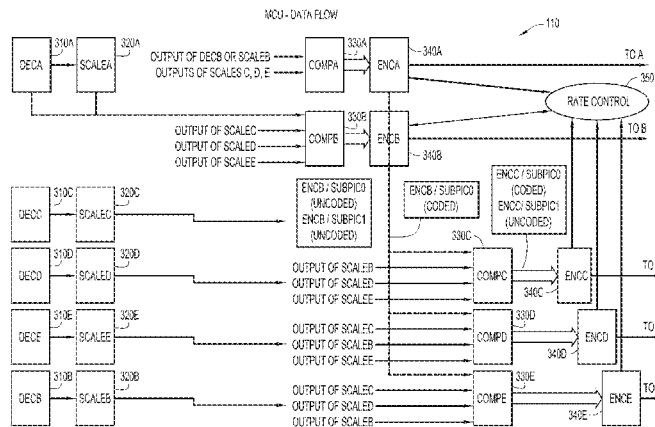 MCU - DATA FLOW
110
310A
320A
330A
340A
TO A
350
DECA
SCALEA
OUTPUT OF DECB OR SCALEB
OUTPUTS OF SCALES C, D, E
COMPA
ENCA
RATE CONTROL
330B
OUTPUT OF SCALEC
OUTPUT OF SCALED
OUTPUT OF SCALEE
COMPB
ENCB
340B
TO B
310C
320C
DECC
SCALEC
ENCB / SUBPIC0
(UNCODED)
ENCB / SUBPIC1
(UNCODED)
ENCB / SUBPIC0
(CODED)
ENCC / SUBPIC0
(CODED)
ENCC/ SUBPIC1
(UNCODED)
330C
310D
320D
DECD
SCALED
OUTPUT OF SCALEB
OUTPUT OF SCALED
OUTPUT OF SCALEE
COMPC
ENCC
340C
TO
310E
320E
DECE
SCALEE
OUTPUT OF SCALEC
OUTPUT OF SCALEB
OUTPUT OF SCALEE
330D
COMPD
ENCD
340D
TO
310B
320B
DECB
SCALEB
OUTPUT OF SCALEC
OUTPUT OF SCALED
OUTPUT OF SCALEB
330E
COMPE
ENCE
340E
TO